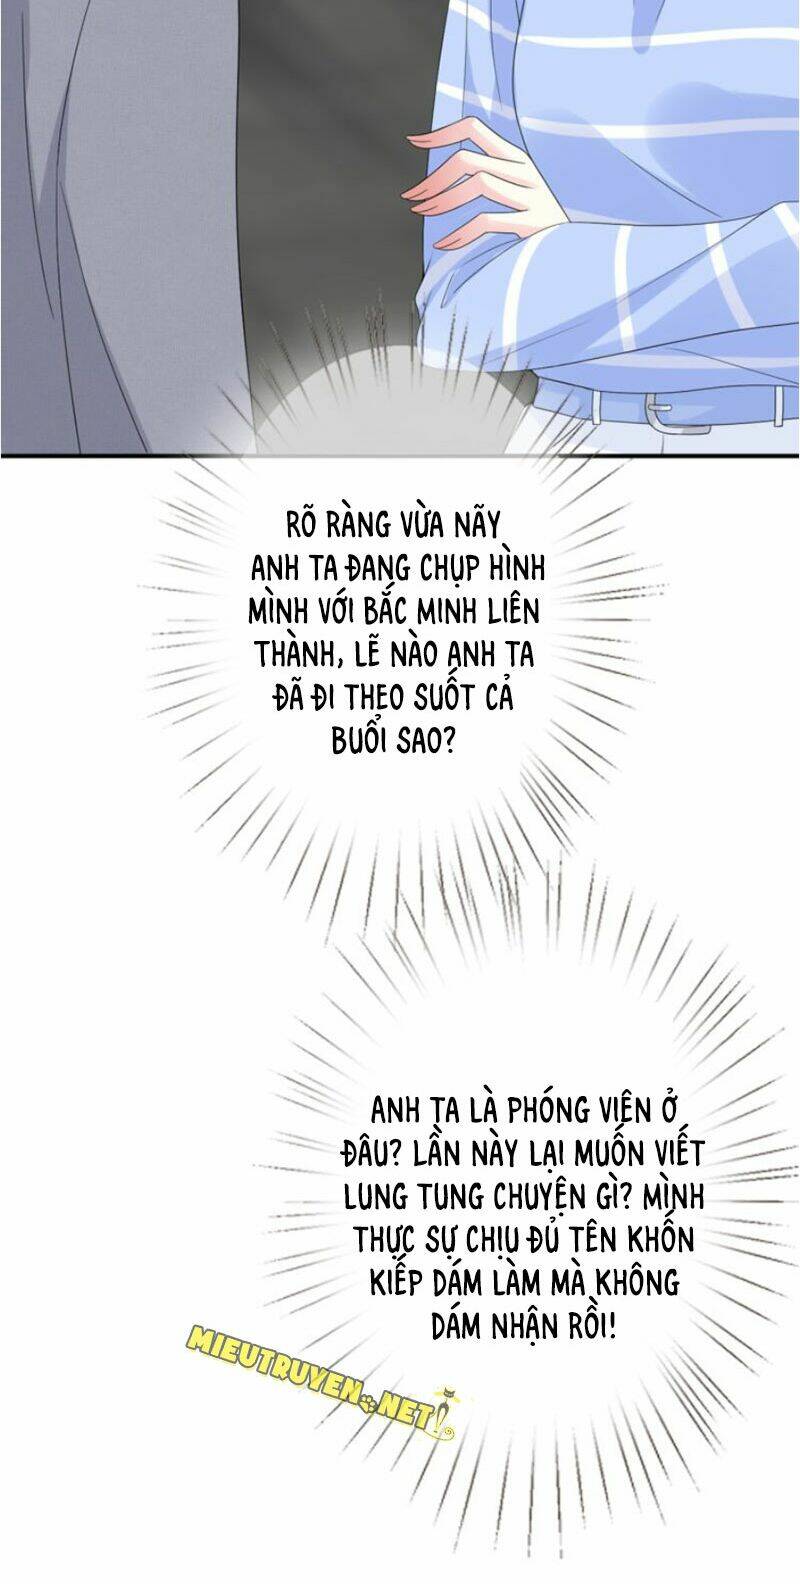 RÕ RÀNG VỪA NÃY
ANH TA ĐANG CHỤP HÌNH
MÌNH VỚI BẮC MINH LIÊN
THÀNH, LẼ NÀO ANH TA
ĐÃ ĐI THEO SUỐT CẢ
BUỔI SAO?
ANH TA LÀ PHÓNG VIÊN Ở
ĐÂU? LẦN NÀY LẠI MUỐN VIẾT
LUNG TUNG CHUYỆN GÌ? MÌNH
THỰC SỰ CHỊU ĐỦ TÊN KHỐN
KIẾP DÁM LÀM MÀ KHÔNG
DÁM NHẬN RỒI!
MIEUTRUYEN.NET